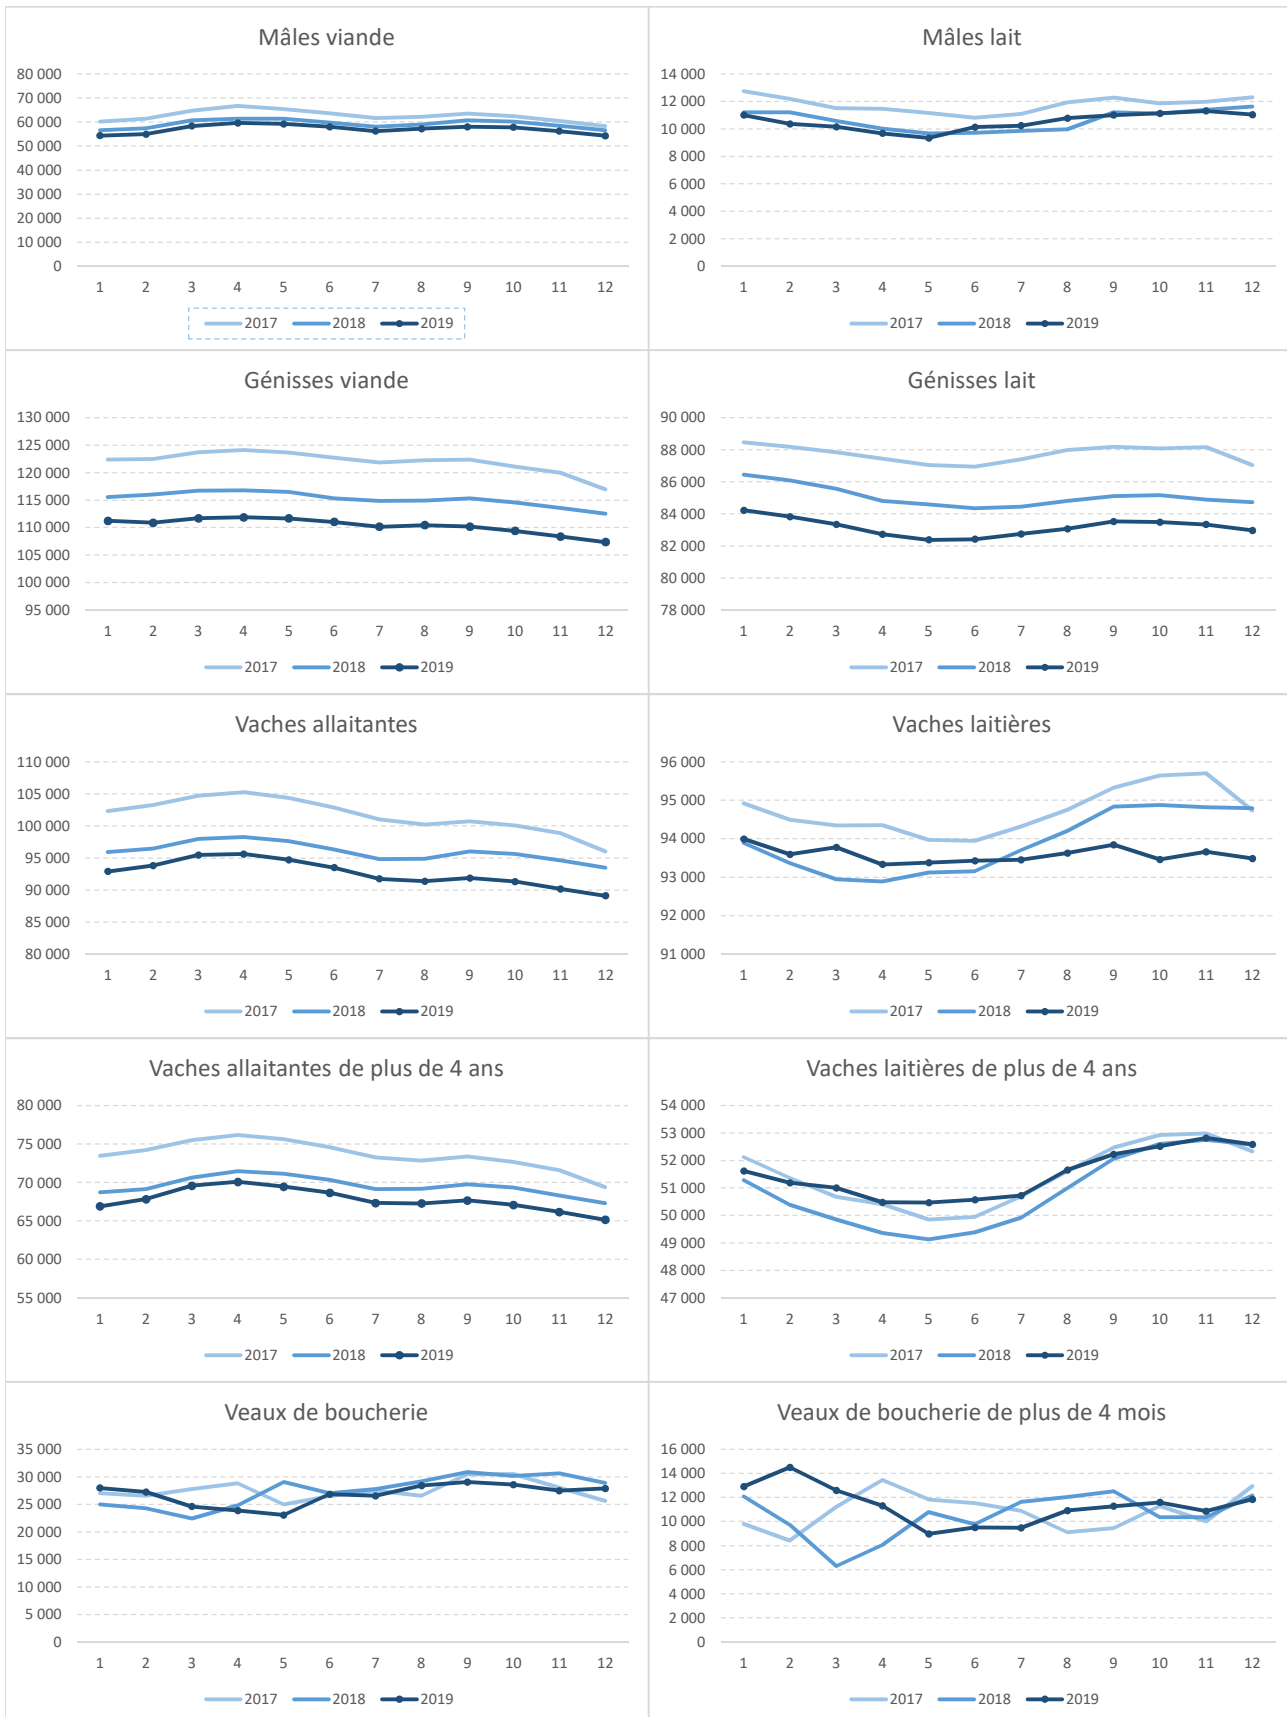 Mâles viande
80 000
70 000
60 000
50 000
40 000
30 000
20 000
10 000
0
1 2 3 4 5 6 7 8 9 10 11 12
2017 2018 2019
Mâles lait
14 000
12 000
10 000
8 000
6 000
4 000
2 000
0
1 2 3 4 5 6 7 8 9 10 11 12
2017 2018 2019
Génisses viande
130 000
125 000
120 000
115 000
110 000
105 000
100 000
95 000
1 2 3 4 5 6 7 8 9 10 11 12
2017 2018 2019
Génisses lait
90 000
88 000
86 000
84 000
82 000
80 000
78 000
1 2 3 4 5 6 7 8 9 10 11 12
2017 2018 2019
Vaches allaitantes
110 000
105 000
100 000
95 000
90 000
85 000
80 000
1 2 3 4 5 6 7 8 9 10 11 12
2017 2018 2019
Vaches laitières
96 000
95 000
94 000
93 000
92 000
91 000
1 2 3 4 5 6 7 8 9 10 11 12
2017 2018 2019
Vaches allaitantes de plus de 4 ans
80 000
75 000
70 000
65 000
60 000
55 000
1 2 3 4 5 6 7 8 9 10 11 12
2017 2018 2019
Vaches laitières de plus de 4 ans
54 000
53 000
52 000
51 000
50 000
49 000
48 000
47 000
1 2 3 4 5 6 7 8 9 10 11 12
2017 2018 2019
Veaux de boucherie
35 000
30 000
25 000
20 000
15 000
10 000
5 000
0
1 2 3 4 5 6 7 8 9 10 11 12
2017 2018 2019
Veaux de boucherie de plus de 4 mois
16 000
14 000
12 000
10 000
8 000
6 000
4 000
2 000
0
1 2 3 4 5 6 7 8 9 10 11 12
2017 2018 2019